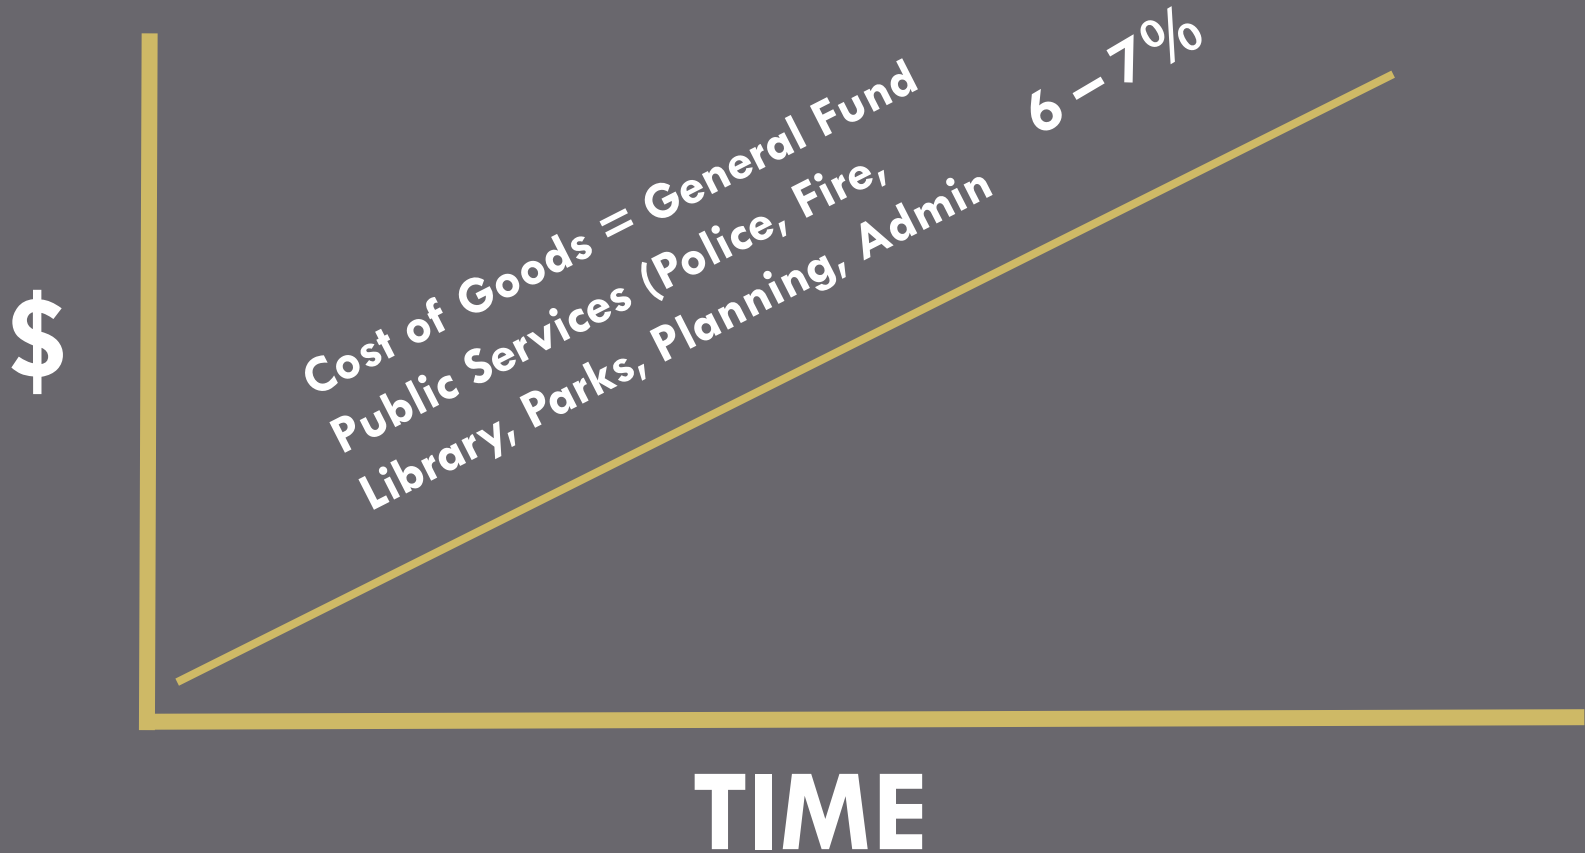 Cost of Goods = General Fund
Public Services (Police, Fire,
Library, Parks, Planning, Admin
6 – 7%
$
TIME